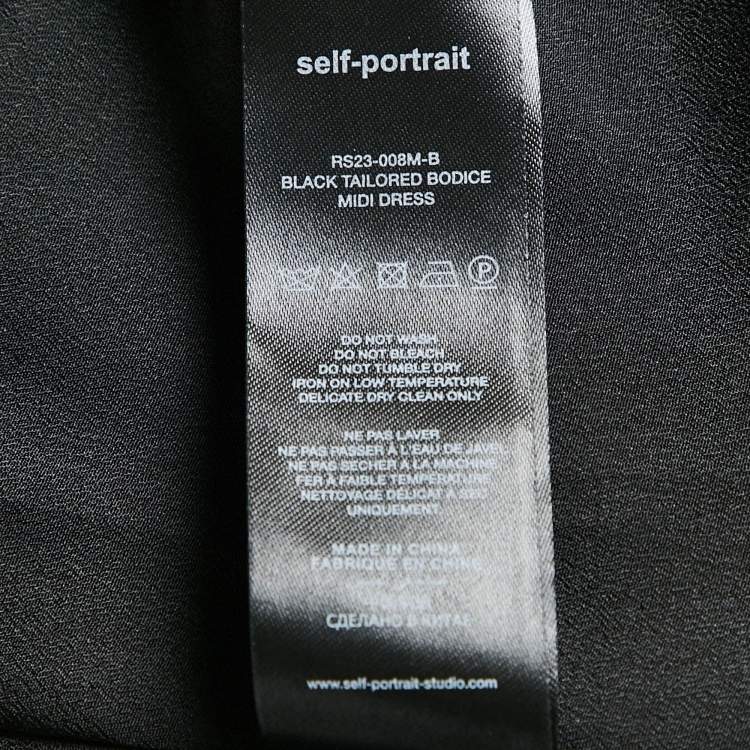 self-portrait
RS23-008M-B
BLACK TAILORED BODICE
MIDI DRESS
DO NOT WASH
DO NOT BLEACH
DO NOT TUMBLE DRY
IRON ON LOW TEMPERATURE
DELICATE DRY CLEAN ONLY
NE PAS LAVER
NE PAS PASSER À L'EAU DE JAVEL
NE PAS SECHER A LA MACHINE
FER A FAIBLE TEMPERATURE
NETTOYAGE DELICAT A SEC
UNIQUEMENT
MADE IN CHINA
FABRIQUE EN CHINE
СДЕЛАНО В КИТАЕ
www.self-portrait-studio.com